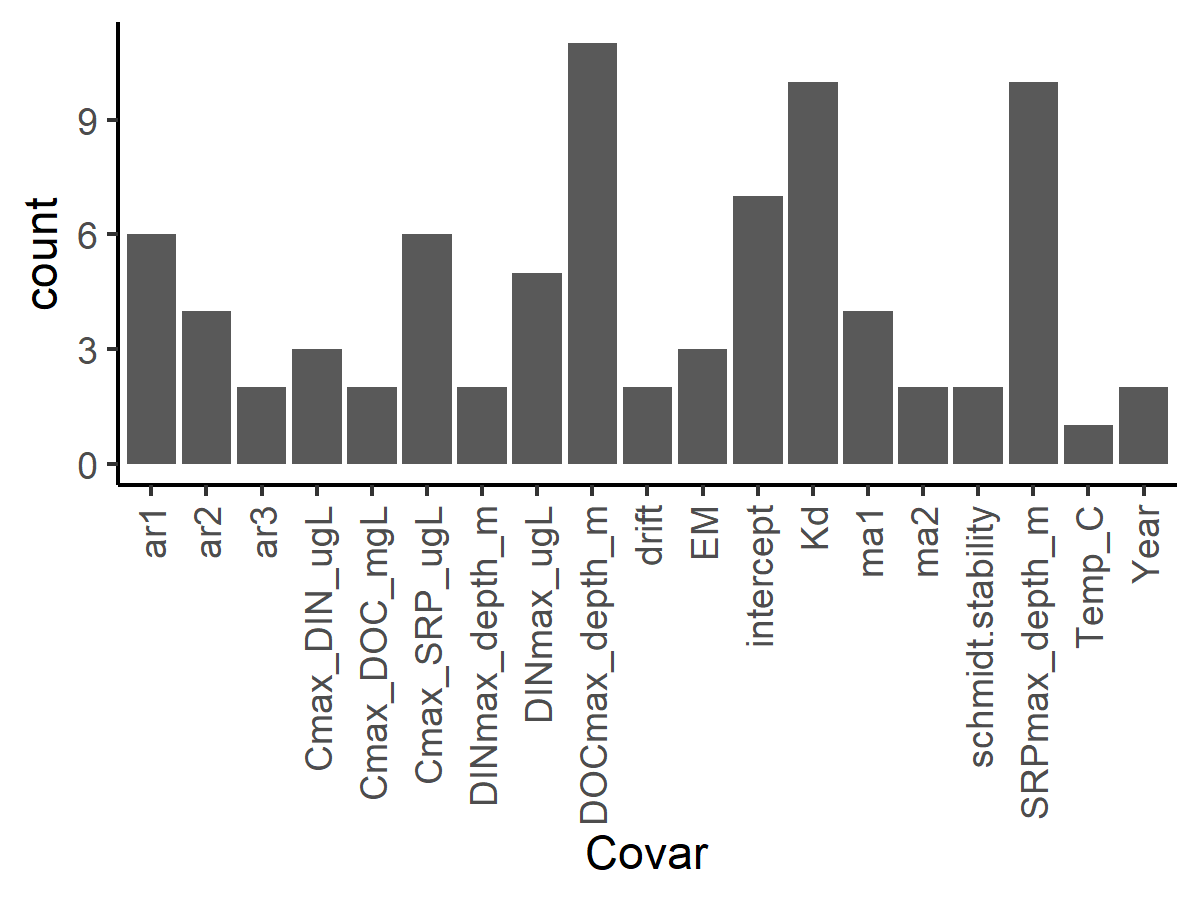 count
9
6
3
0
ar1
ar2
ar3
Cmax_DIN_ugL
Cmax_DOC_mgL
Cmax_SRP_ugL
DINmax_depth_m
DINmax_ugL
DOCmax_depth_m
drift
EM
intercept
Kd
ma1
ma2
schmidt.stability
SRPmax_depth_m
Temp_C
Year
Covar